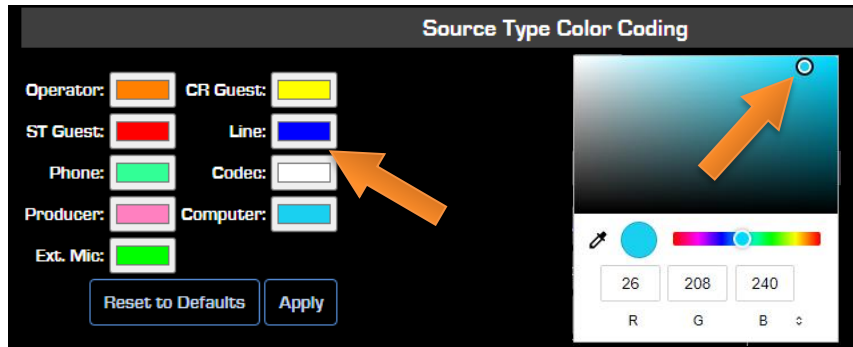 Source Type Color Coding
Operator: CR Guest:
ST Guest: Line:
Phone: Codec:
Producer: Computer:
Ext. Mic:
Reset to Defaults Apply
26 208 240
R G B